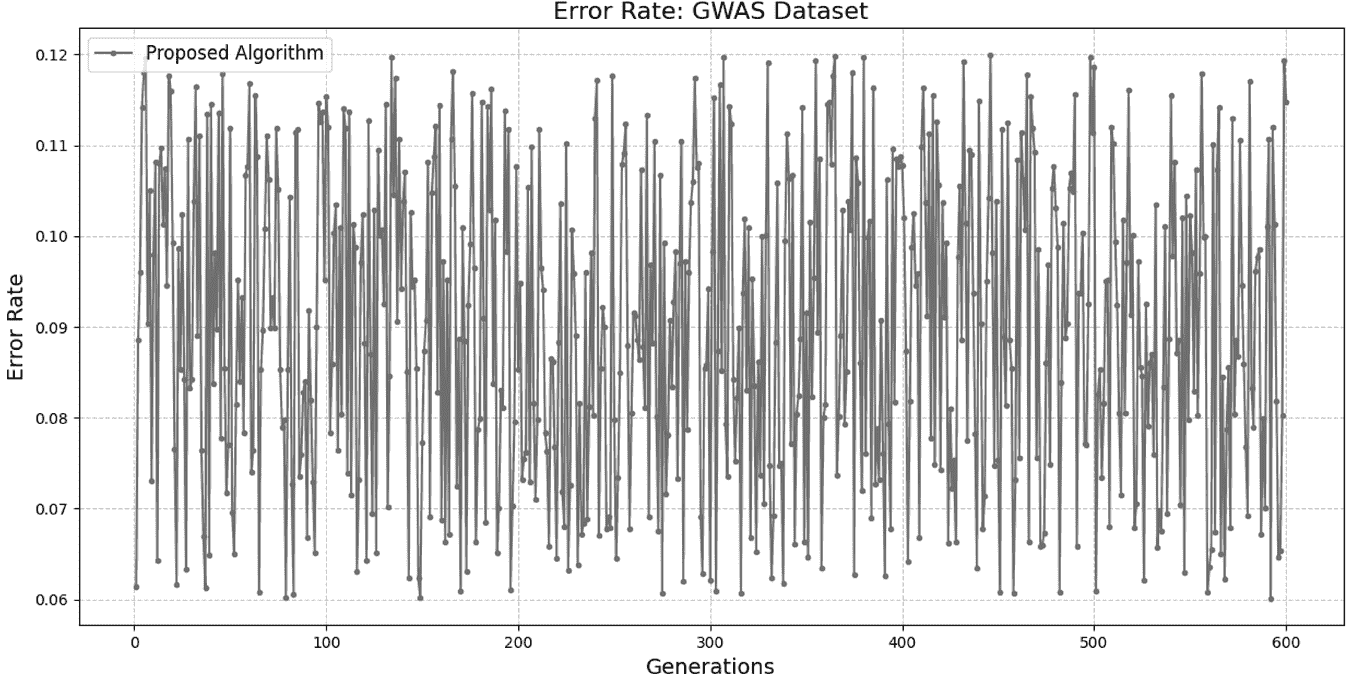 Error Rate: GWAS Dataset
Proposed Algorithm
Error Rate
0.12
0.11
0.10
0.09
0.08
0.07
0.06
0 100 200 300 400 500 600
Generations